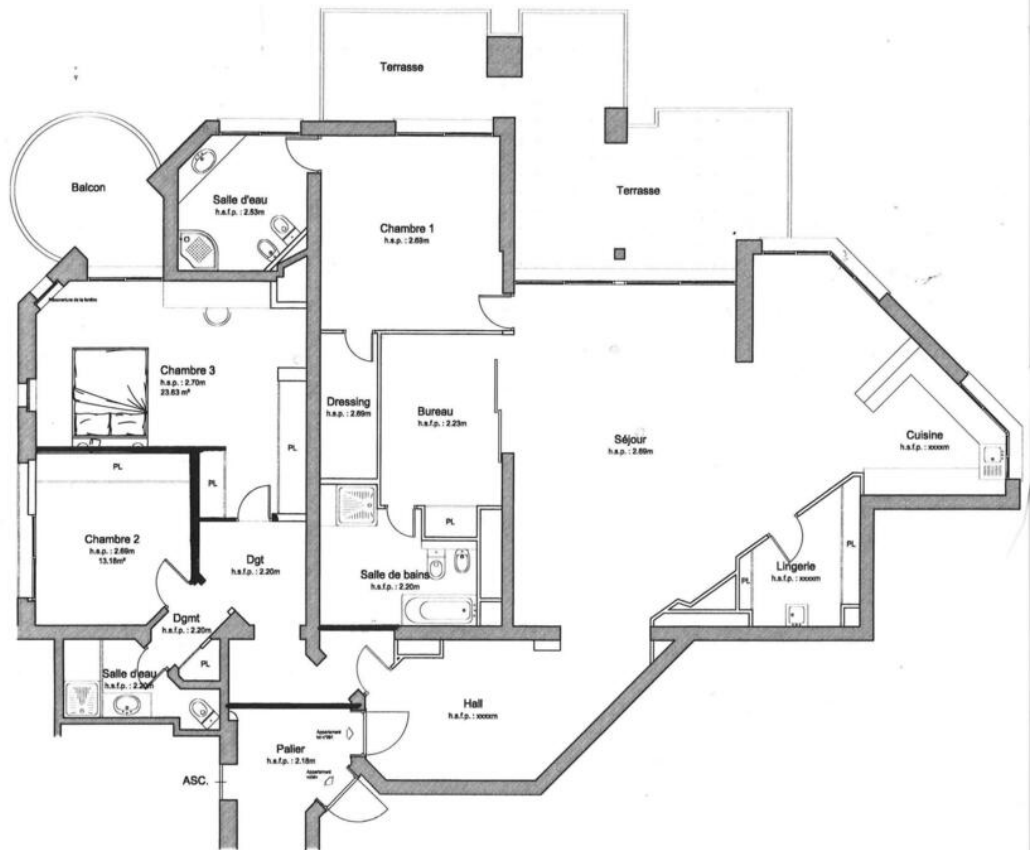 Terrasse
Balcon
Salle d'eau
h.s.f.p. : 2.53m
Terrasse
Chambre 1
h.s.p. : 2.69m
Chambre 3
h.s.p. : 2.70m
23.63 m²
Dressing
h.s.p. : 2.69m
Bureau
h.s.f.p. : 2.23m
Séjour
h.s.p. : 2.69m
Cuisine
h.s.f.p. : xxxxm
PL
PL
PL
PL
PL
Chambre 2
h.s.p. : 2.69m
13.18m²
Dgt
h.s.f.p. : 2.20m
Salle de bains
h.s.f.p. : 2.20m
Lingerie
h.s.f.p. : xxxxm
PL
Dgmt
h.s.f.p. : 2.20m
PL
Salle d'eau
h.s.f.p. : 2.20m
Hall
h.s.f.p. : xxxxm
Palier
h.s.f.p. : 2.18m
Appartement
Appartement
ASC.